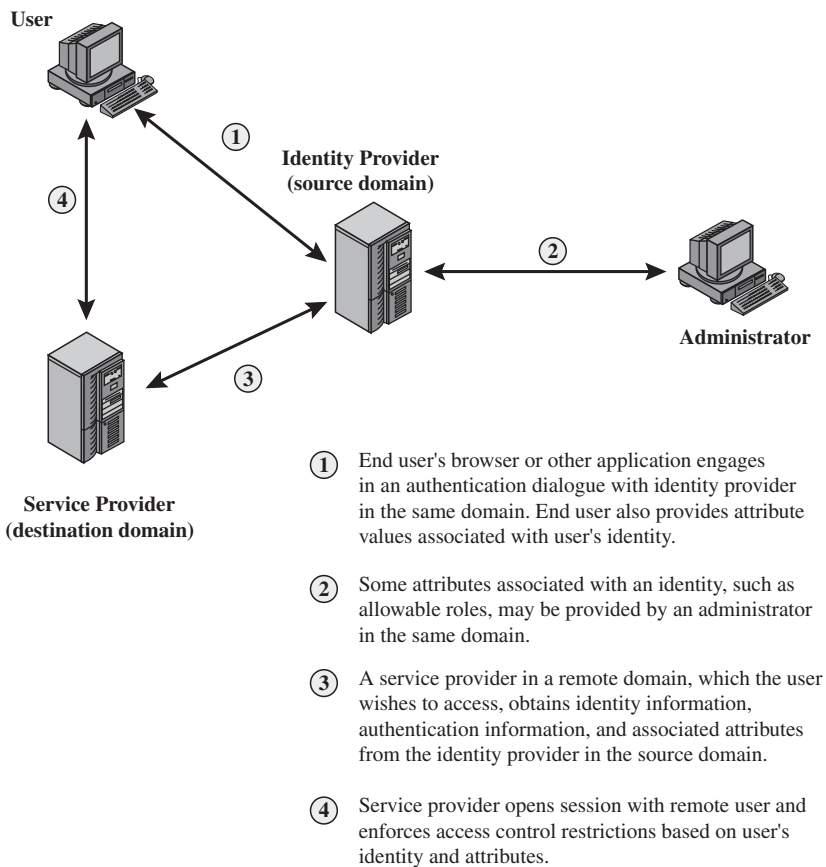 User
1
Identity Provider
(source domain)
4
2
Administrator
3
Service Provider
(destination domain)
1 End user's browser or other application engages
in an authentication dialogue with identity provider
in the same domain. End user also provides attribute
values associated with user's identity.
2 Some attributes associated with an identity, such as
allowable roles, may be provided by an administrator
in the same domain.
3 A service provider in a remote domain, which the user
wishes to access, obtains identity information,
authentication information, and associated attributes
from the identity provider in the source domain.
4 Service provider opens session with remote user and
enforces access control restrictions based on user's
identity and attributes.